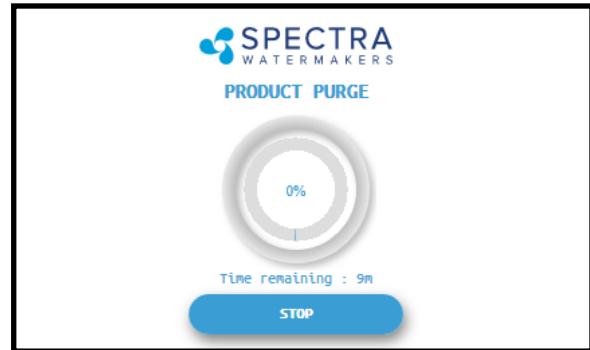 SPECTRA
WATERMAKERS
PRODUCT PURGE
0%
Time remaining : 9m
STOP